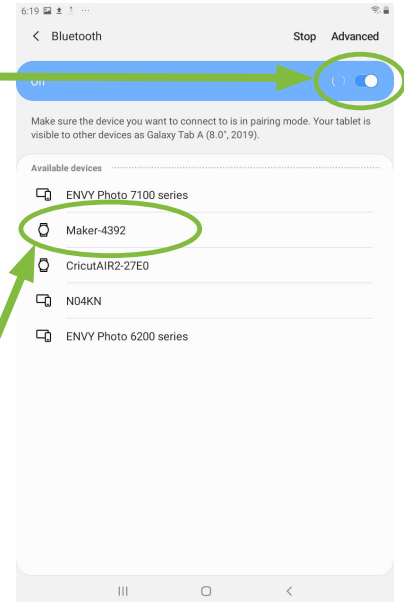 6:19
Bluetooth Stop Advanced
On
Make sure the device you want to connect to is in pairing mode. Your tablet is
visible to other devices as Galaxy Tab A (8.0", 2019).
Available devices
ENVY Photo 7100 series
Maker-4392
CricutAIR2-27E0
N04KN
ENVY Photo 6200 series